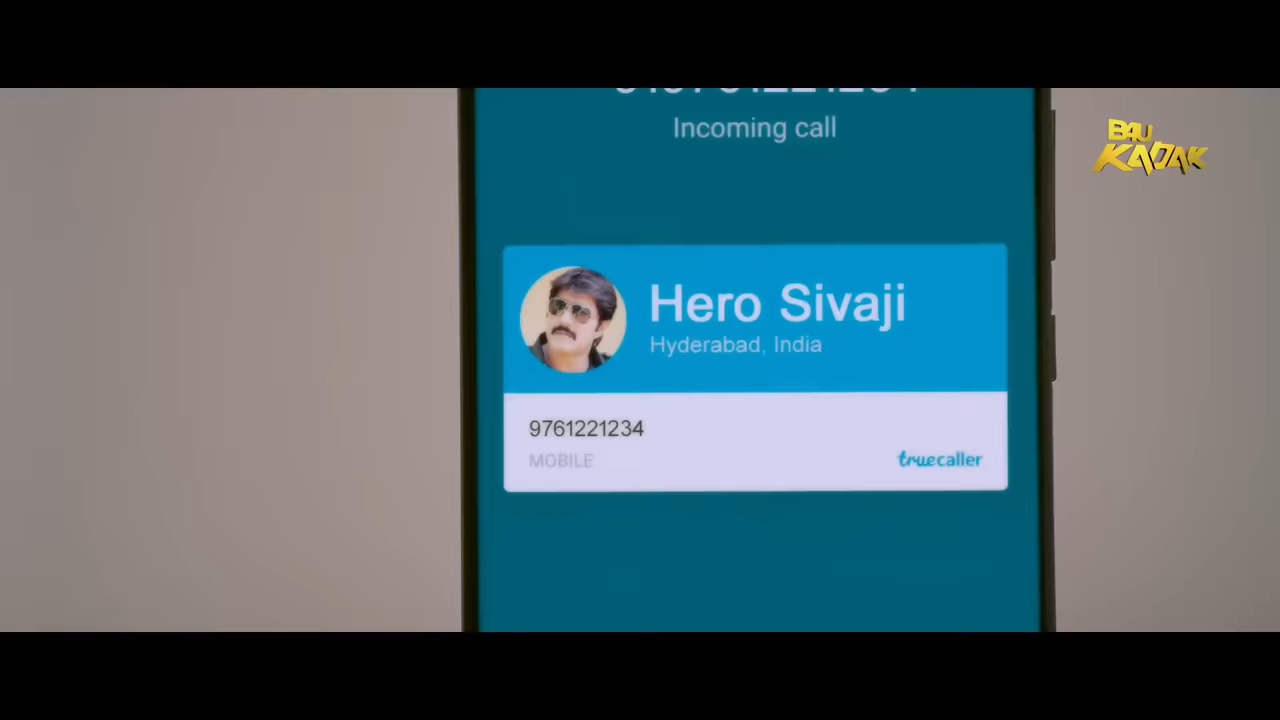 Incoming call
B4U
KADAK
Hero Sivaji
Hyderabad, India
9761221234
MOBILE
truecaller